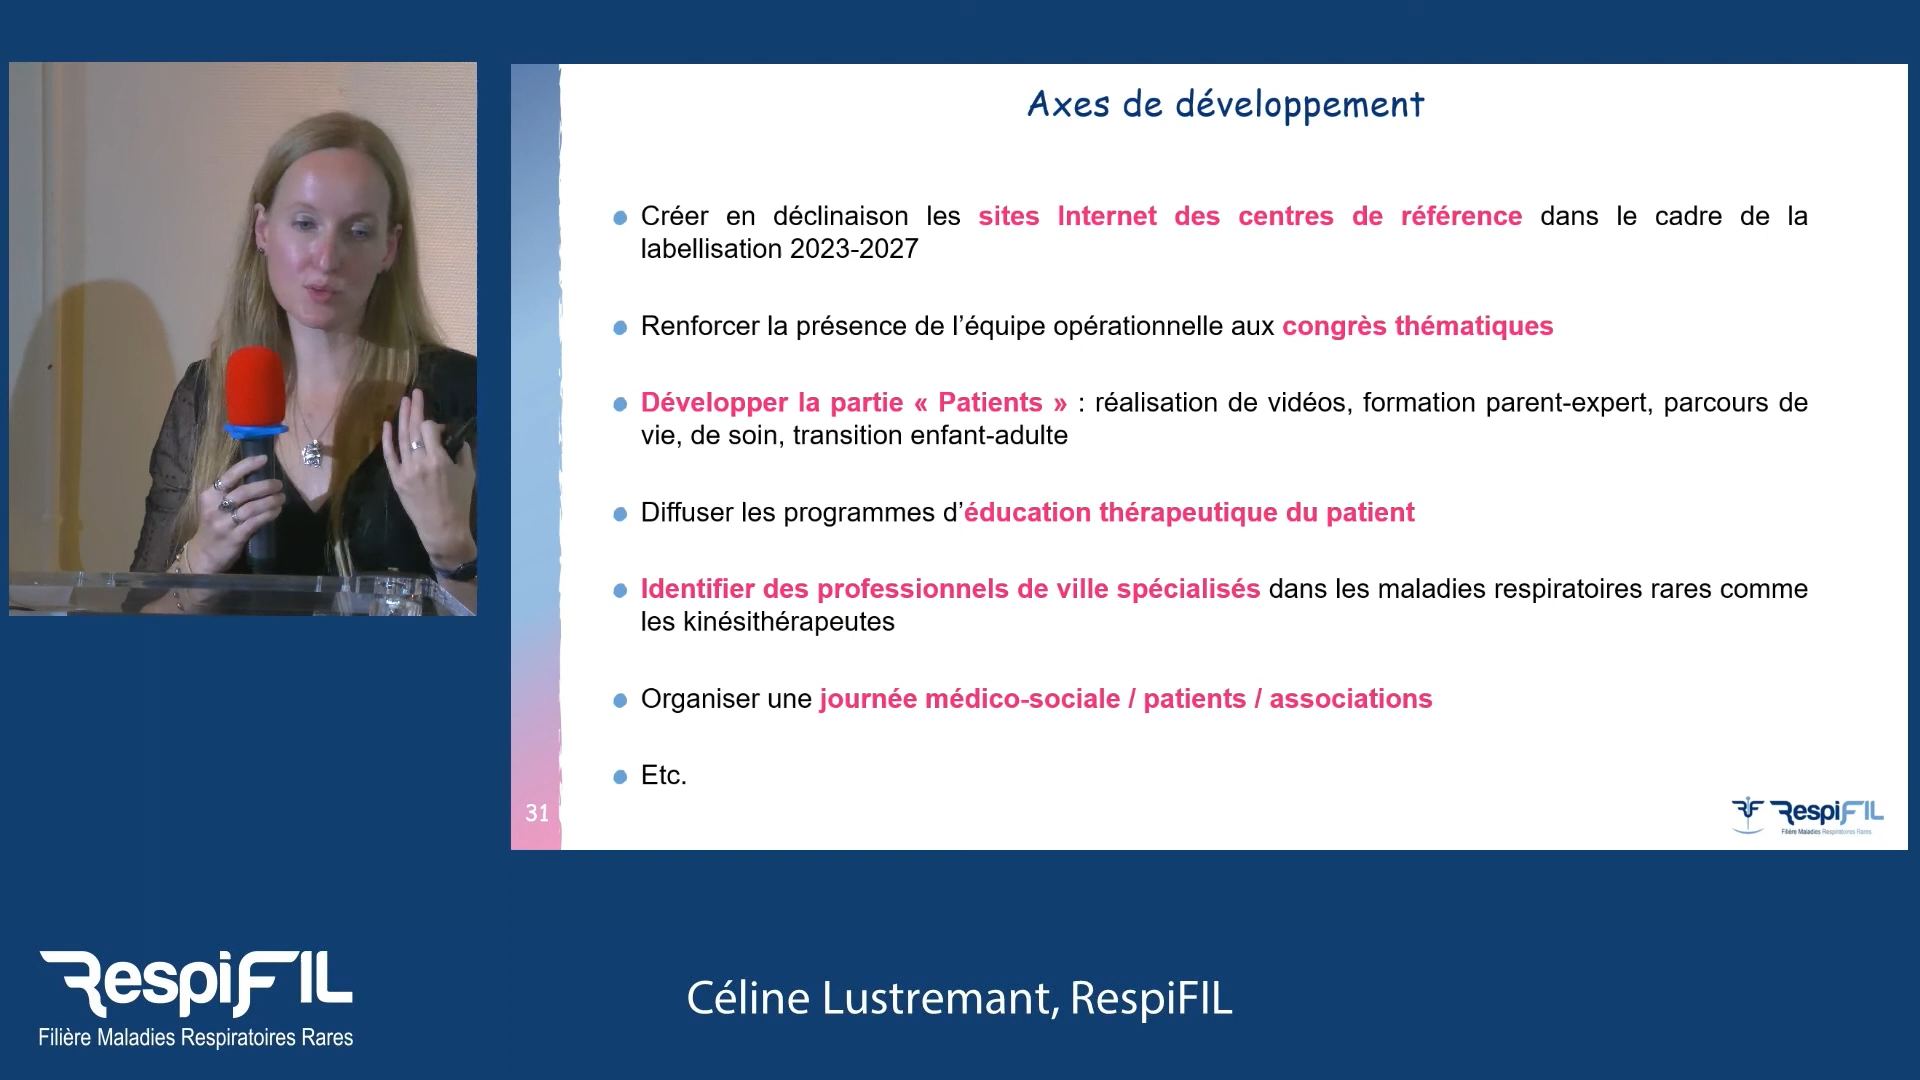 Axes de développement
Créer en déclinaison les sites Internet des centres de référence dans le cadre de la
labellisation 2023-2027
Renforcer la présence de l’équipe opérationnelle aux congrès thématiques
Développer la partie « Patients » : réalisation de vidéos, formation parent-expert, parcours de
vie, de soin, transition enfant-adulte
Diffuser les programmes d’éducation thérapeutique du patient
Identifier des professionnels de ville spécialisés dans les maladies respiratoires rares comme
les kinésithérapeutes
Organiser une journée médico-sociale / patients / associations
Etc.
31
RespiFIL
Filière Maladies Respiratoires Rares
RespiFIL
Filière Maladies Respiratoires Rares
Céline Lustremant, RespiFIL